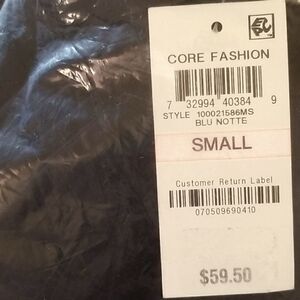 CORE FASHION
7 32994 40384 9
STYLE 100021586MS
BLU NOTTE
SMALL
Customer Return Label
070509690410
$59.50